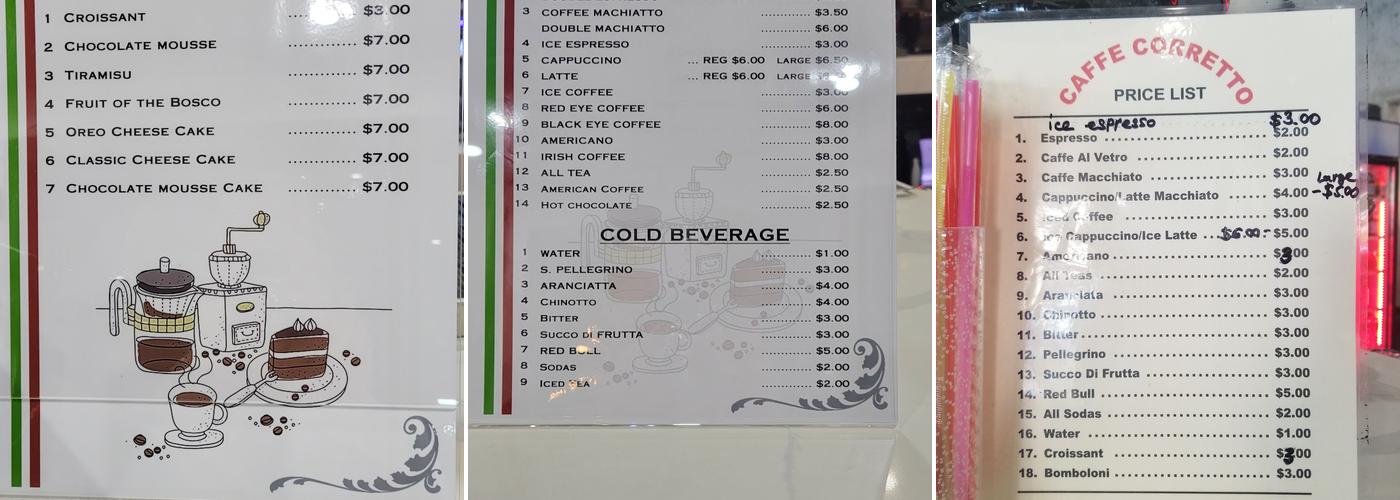 1 CROISSANT ............ $3.00
2 CHOCOLATE MOUSSE ............ $7.00
3 TIRAMISU ............ $7.00
4 FRUIT OF THE BOSCO ............ $7.00
5 OREO CHEESE CAKE ............ $7.00
6 CLASSIC CHEESE CAKE ............ $7.00
7 CHOCOLATE MOUSSE CAKE ............ $7.00
3 COFFEE MACHIATTO ............ $3.50
DOUBLE MACHIATTO ............ $6.00
4 ICE ESPRESSO ............ $3.00
5 CAPPUCCINO ... REG $6.00 LARGE $6.50
6 LATTE ... REG $6.00 LARGE
7 ICE COFFEE ............ $3.00
8 RED EYE COFFEE ............ $6.00
9 BLACK EYE COFFEE ............ $8.00
10 AMERICANO ............ $3.00
11 IRISH COFFEE ............ $8.00
12 ALL TEA ............ $2.50
13 AMERICAN COFFEE ............ $2.50
14 HOT CHOCOLATE ............ $2.50
COLD BEVERAGE
1 WATER ............ $1.00
2 S. PELLEGRINO ............ $3.00
3 ARANCIATTA ............ $4.00
4 CHINOTTO ............ $4.00
5 BITTER ............ $3.00
6 SUCCO DI FRUTTA ............ $3.00
7 RED BULL ............ $5.00
8 SODAS ............ $2.00
9 ICED TEA ............ $2.00
CAFFE CORRETTO
PRICE LIST
ice espresso $3.00
1. Espresso ............ $2.00
2. Caffe Al Vetro ............ $2.00
3. Caffe Macchiato ............ $3.00 Large
4. Cappuccino/Latte Macchiato ...... $4.00 -$5.00
5. Iced Coffee ............ $3.00
6. Ice Cappuccino/Ice Latte ... $6.00- $5.00
7. Americano ............ $3.00
8. All Teas ............ $2.00
9. Aranciata ............ $3.00
10. Chinotto ............ $3.00
11. Bitter ............ $3.00
12. Pellegrino ............ $3.00
13. Succo Di Frutta ............ $3.00
14. Red Bull ............ $5.00
15. All Sodas ............ $2.00
16. Water ............ $1.00
17. Croissant ............ $3.00
18. Bomboloni ............ $3.00